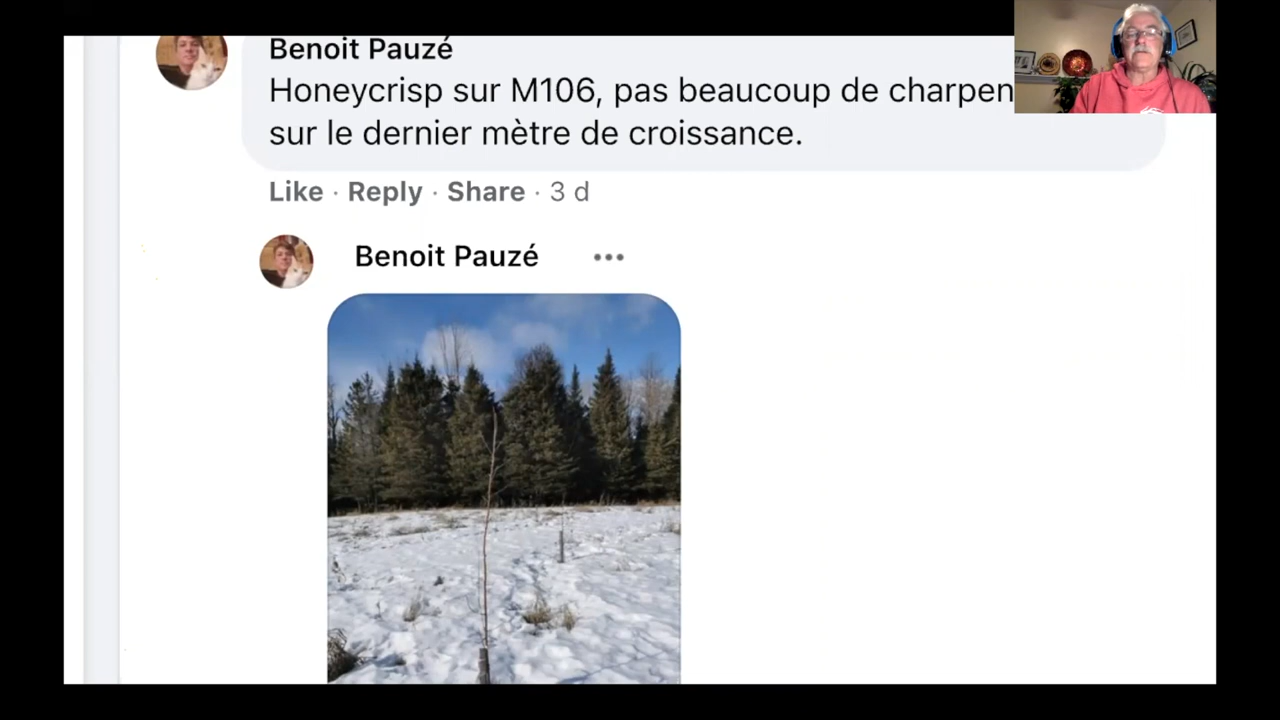 Benoit Pauzé
Honeycrisp sur M106, pas beaucoup de charpen
sur le dernier mètre de croissance.
Like · Reply · Share · 3 d
Benoit Pauzé ...